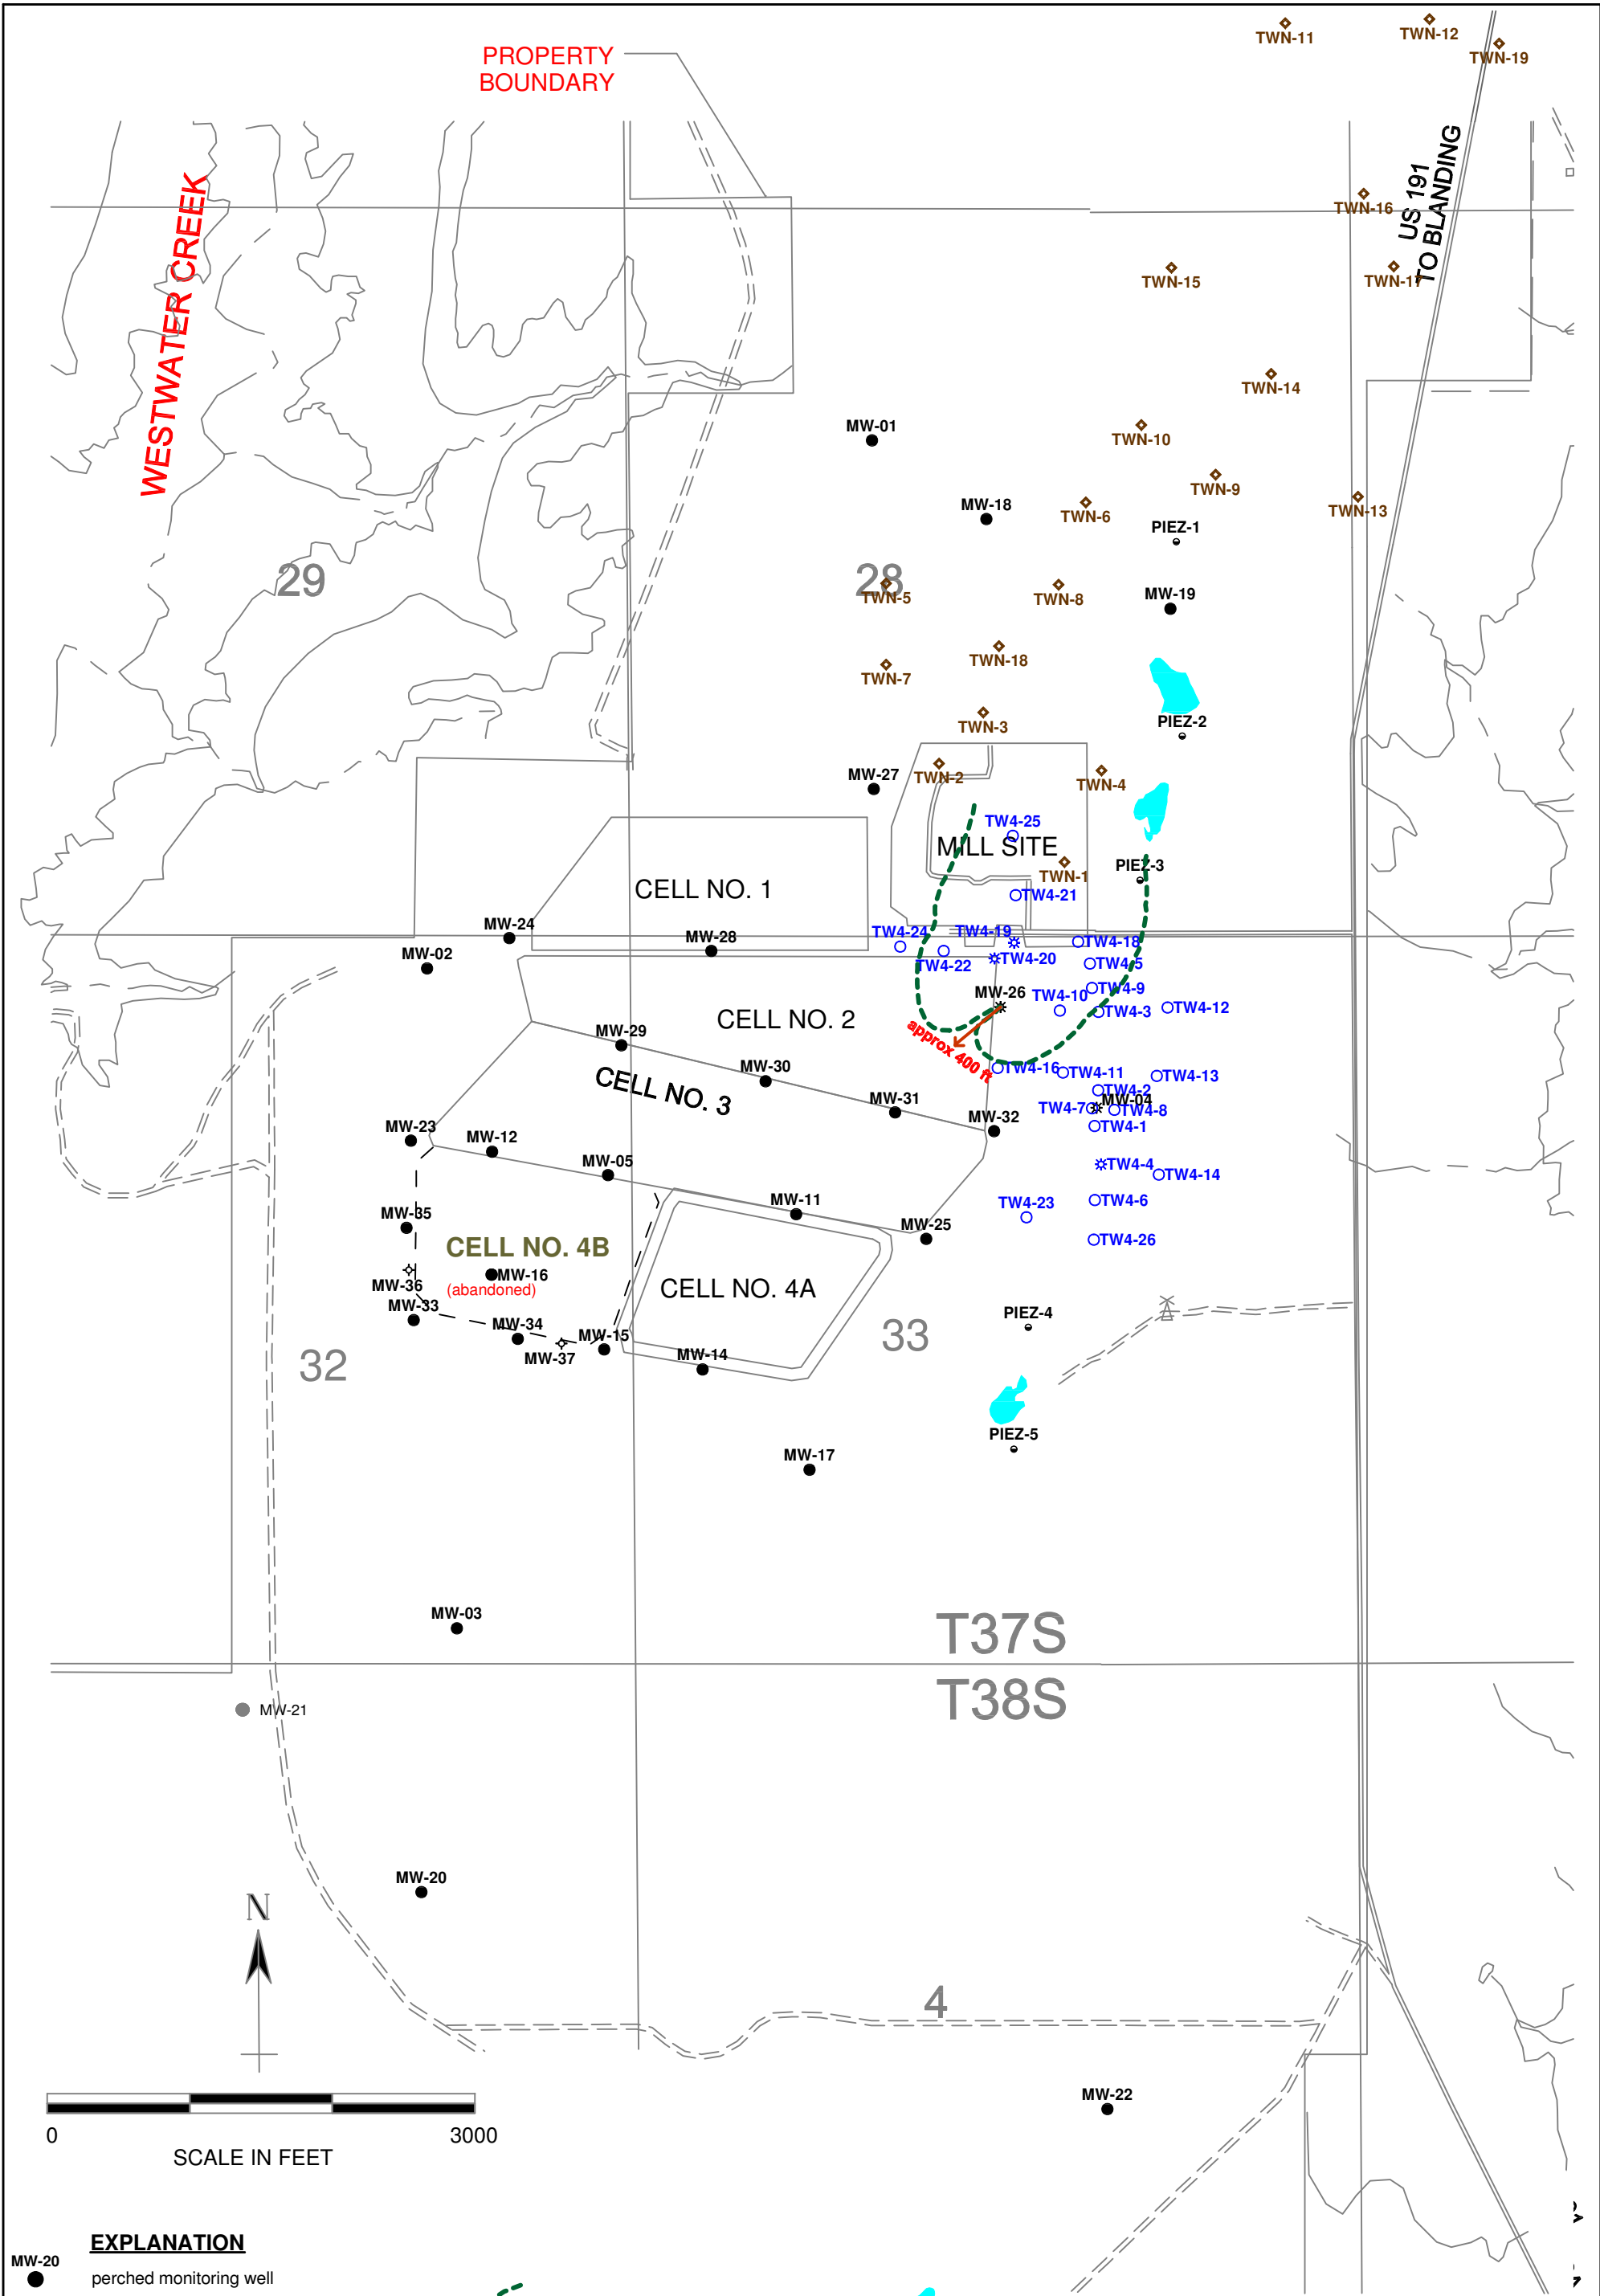 TWN-11
TWN-12
TWN-19
PROPERTY
BOUNDARY
US 191
TO BLANDING
WESTWATER CREEK
TWN-16
TWN-15
TWN-17
TWN-14
MW-01
TWN-10
TWN-9
MW-18
TWN-6
TWN-13
PIEZ-1
29
28
TWN-5
TWN-8
MW-19
TWN-18
TWN-7
TWN-3
PIEZ-2
MW-27
TWN-2
TWN-4
TW4-25
MILL SITE
PIEZ-3
TWN-1
CELL NO. 1
TW4-21
MW-24
MW-28
TW4-24
TW4-19
TW4-18
MW-02
TW4-22
TW4-20
TW4-5
MW-26
TW4-9
TW4-10
TW4-3
TW4-12
CELL NO. 2
MW-29
approx 400 ft
MW-30
TW4-16
TW4-11
TW4-13
CELL NO. 3
MW-31
TW4-2
MW-04
TW4-7
TW4-8
MW-32
TW4-1
MW-23
MW-12
MW-05
TW4-4
TW4-14
MW-11
TW4-23
TW4-6
MW-35
MW-25
TW4-26
CELL NO. 4B
MW-16
(abandoned)
MW-36
CELL NO. 4A
MW-33
PIEZ-4
MW-34
MW-37
MW-15
MW-14
33
32
PIEZ-5
MW-17
MW-03
T37S
T38S
MW-21
MW-20
N
4
0
3000
SCALE IN FEET
MW-22
EXPLANATION
MW-20
perched monitoring well